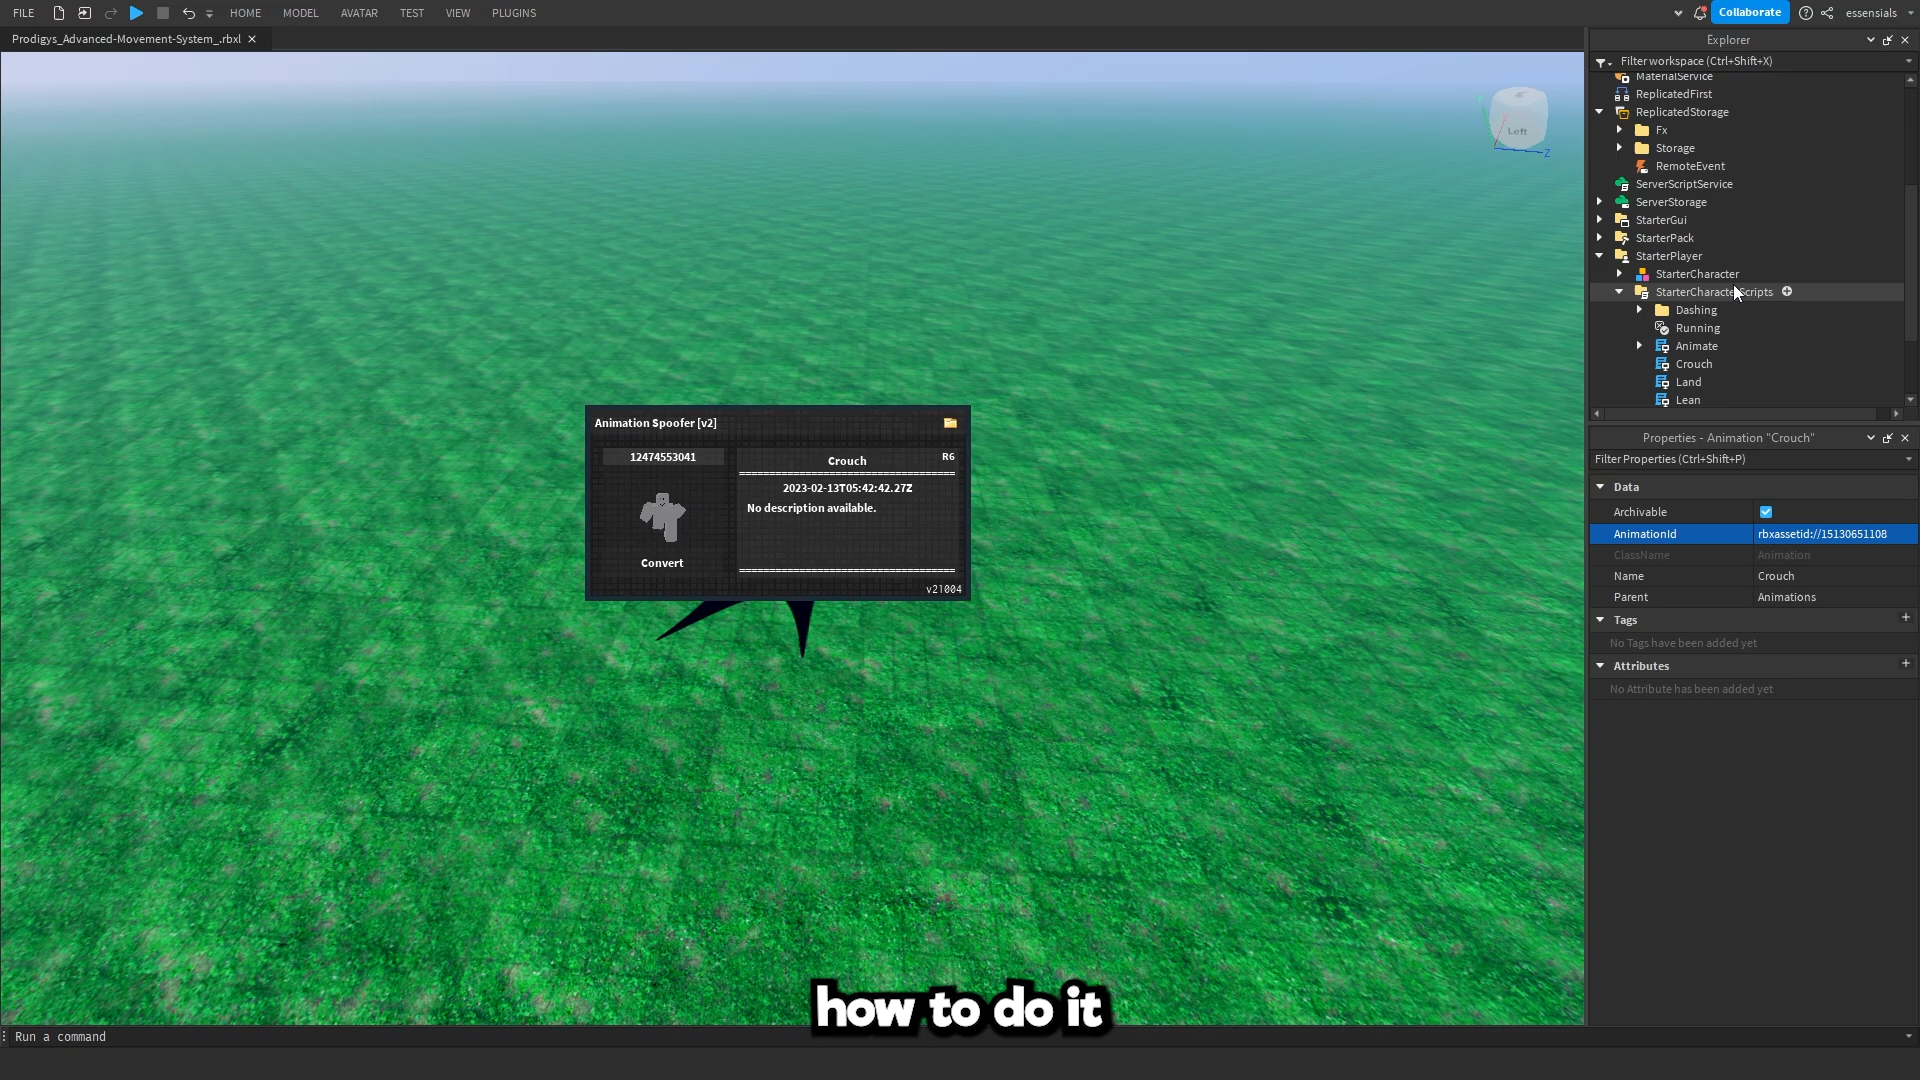 FILE
HOME
MODEL
AVATAR
TEST
VIEW
PLUGINS
Collaborate
essensials
Prodigys_Advanced-Movement-System_.rbxl
Left
Z
Animation Spoofer [v2]
12474553041
Convert
Crouch
R6
===================================
2023-02-13T05:42:42.27Z
No description available.
===================================
v21004
how to do it
Run a command
Explorer
Filter workspace (Ctrl+Shift+X)
MaterialService
ReplicatedFirst
ReplicatedStorage
Fx
Storage
RemoteEvent
ServerScriptService
ServerStorage
StarterGui
StarterPack
StarterPlayer
StarterCharacter
StarterCharacterScripts
Dashing
Running
Animate
Crouch
Land
Lean
Properties - Animation "Crouch"
Filter Properties (Ctrl+Shift+P)
Data
Archivable
AnimationId rbxassetid://15130651108
ClassName Animation
Name Crouch
Parent Animations
Tags
No Tags have been added yet
Attributes
No Attribute has been added yet